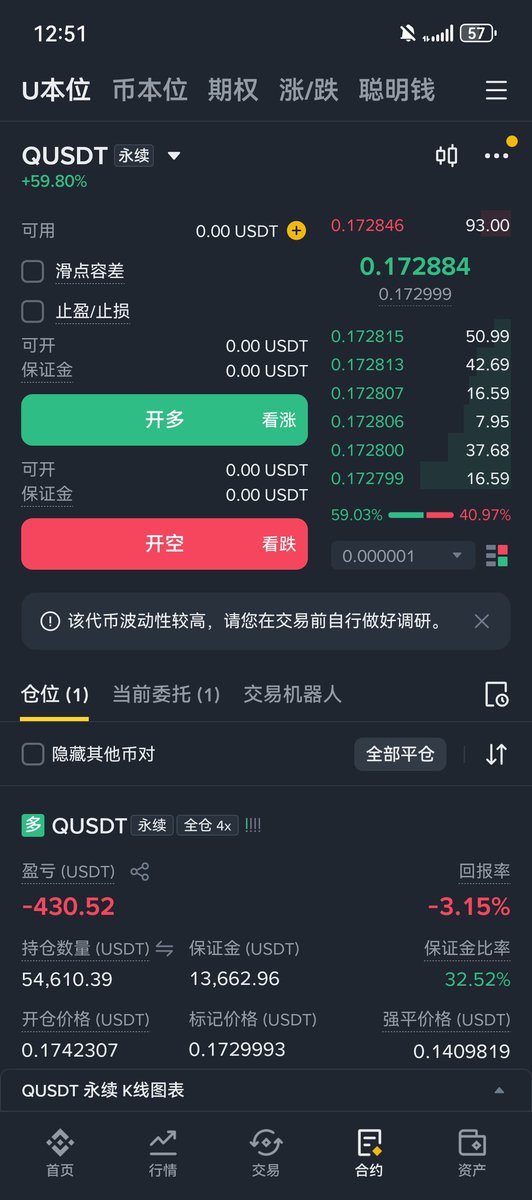 12:51
57
U本位 币本位 期权 涨/跌 聪明钱
QUSDT 永续
+59.80%
可用 0.00 USDT
滑点容差
止盈/止损
可开 0.00 USDT
保证金 0.00 USDT
开多 看涨
可开 0.00 USDT
保证金 0.00 USDT
开空 看跌
0.172846 93.00
0.172884
0.172999
0.172815 50.99
0.172813 42.69
0.172807 16.59
0.172806 7.95
0.172800 37.68
0.172799 16.59
59.03% 40.97%
0.000001
该代币波动性较高，请您在交易前自行做好调研。
仓位 (1) 当前委托 (1) 交易机器人
隐藏其他币对 全部平仓
多 QUSDT 永续 全仓 4x
盈亏 (USDT) 回报率
-430.52 -3.15%
持仓数量 (USDT) 保证金 (USDT) 保证金比率
54,610.39 13,662.96 32.52%
开仓价格 (USDT) 标记价格 (USDT) 强平价格 (USDT)
0.1742307 0.1729993 0.1409819
QUSDT 永续 K线图表
首页 行情 交易 合约 资产